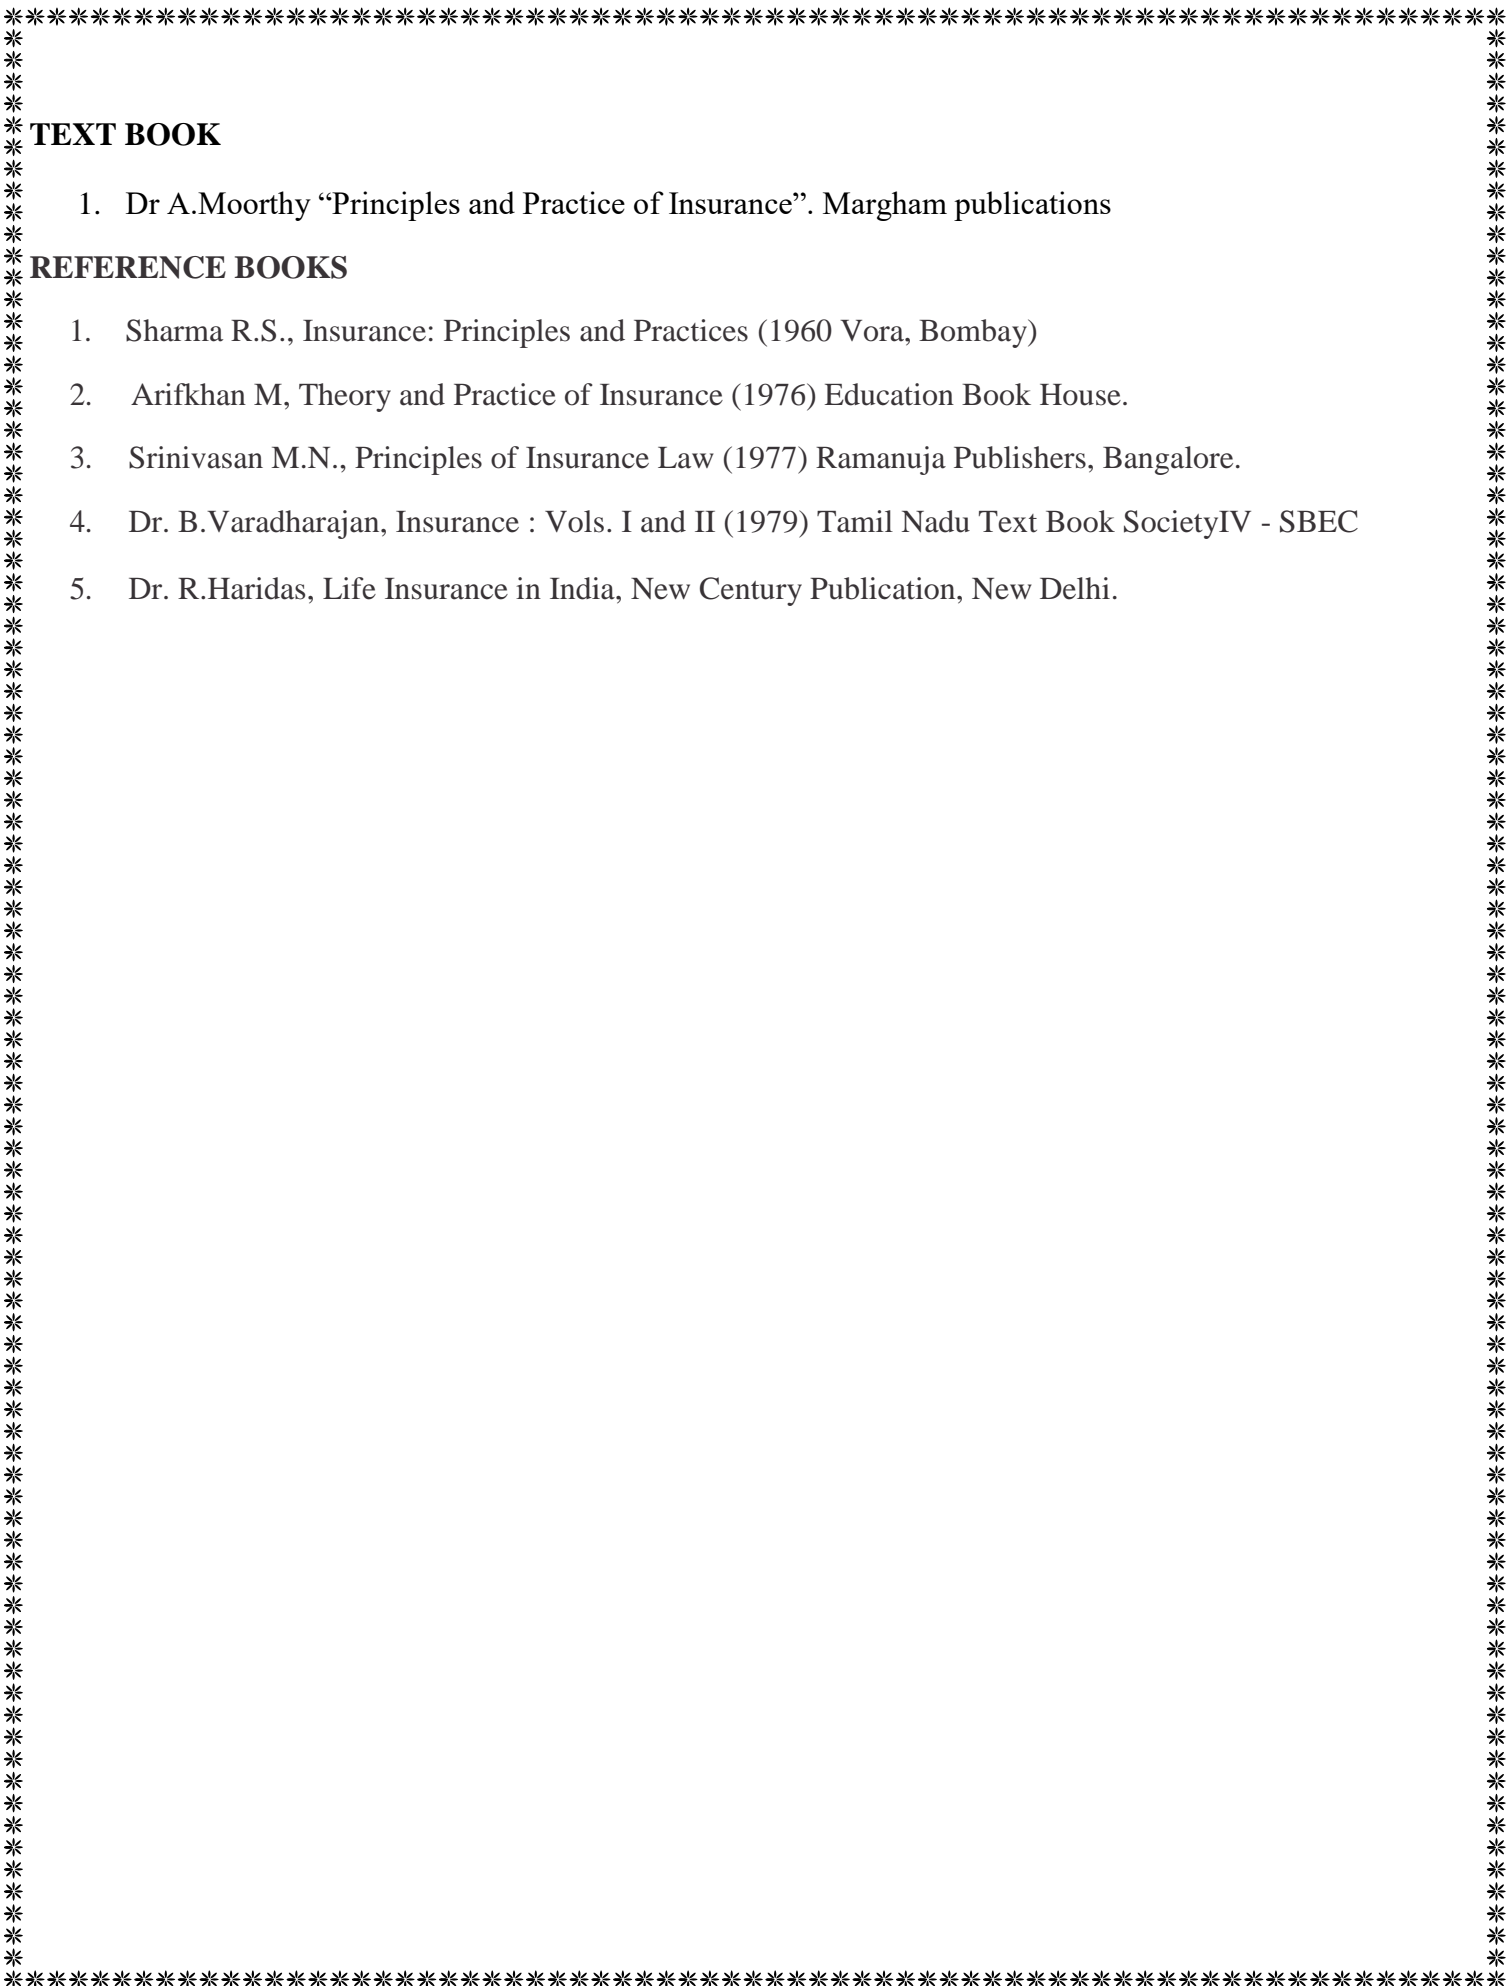 TEXT BOOK
1. Dr A.Moorthy “Principles and Practice of Insurance”. Margham publications
REFERENCE BOOKS
1. Sharma R.S., Insurance: Principles and Practices (1960 Vora, Bombay)
2. Arifkhan M, Theory and Practice of Insurance (1976) Education Book House.
3. Srinivasan M.N., Principles of Insurance Law (1977) Ramanuja Publishers, Bangalore.
4. Dr. B.Varadharajan, Insurance : Vols. I and II (1979) Tamil Nadu Text Book SocietyIV - SBEC
5. Dr. R.Haridas, Life Insurance in India, New Century Publication, New Delhi.